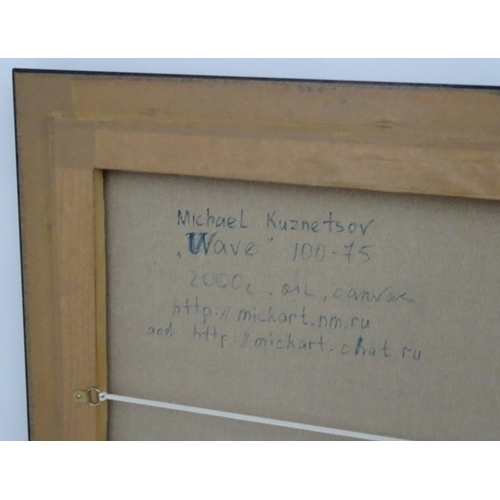 Michael Kuznetsov
„Wave" 100-75
2000г, oil, canvas
http://mickart.nm.ru
and http://mickart.chat.ru